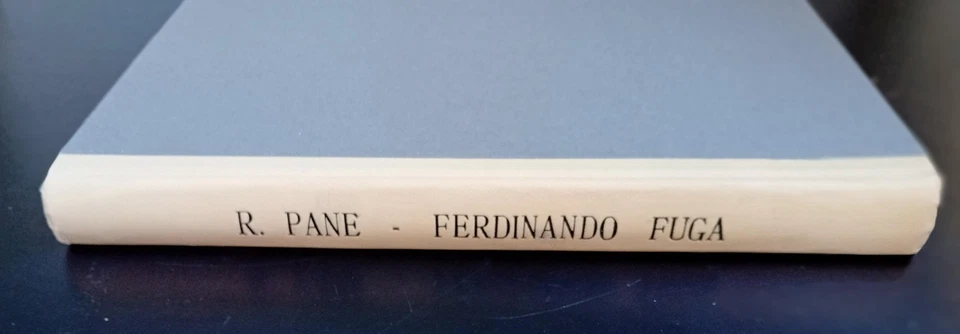 R. PANE - FERDINANDO FUGA